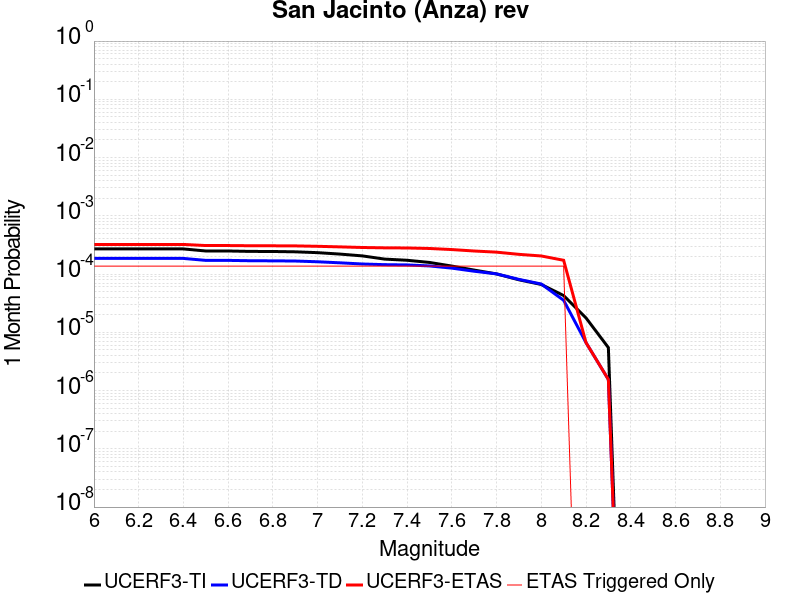 San Jacinto (Anza) rev
1 Month Probability
10^0
10^-1
10^-2
10^-3
10^-4
10^-5
10^-6
10^-7
10^-8
6 6.2 6.4 6.6 6.8 7 7.2 7.4 7.6 7.8 8 8.2 8.4 8.6 8.8 9
Magnitude
UCERF3-TI UCERF3-TD UCERF3-ETAS ETAS Triggered Only